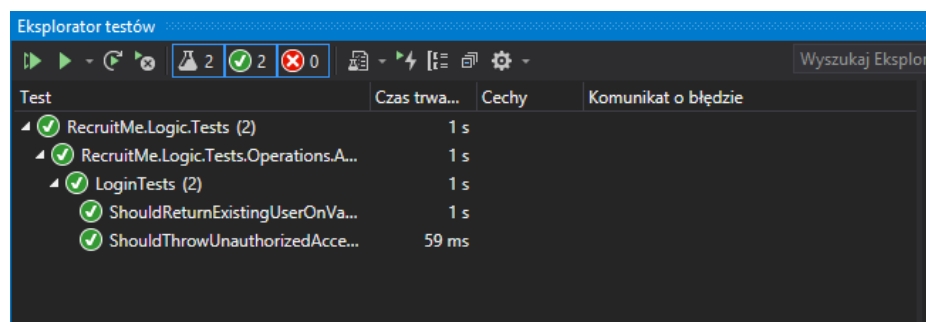 Eksplorator testów
2 2 0 Wyszukaj Eksplor
Test Czas trwa... Cechy Komunikat o błędzie
RecruitMe.Logic.Tests (2) 1 s
RecruitMe.Logic.Tests.Operations.A... 1 s
LoginTests (2) 1 s
ShouldReturnExistingUserOnVa... 1 s
ShouldThrowUnauthorizedAcce... 59 ms